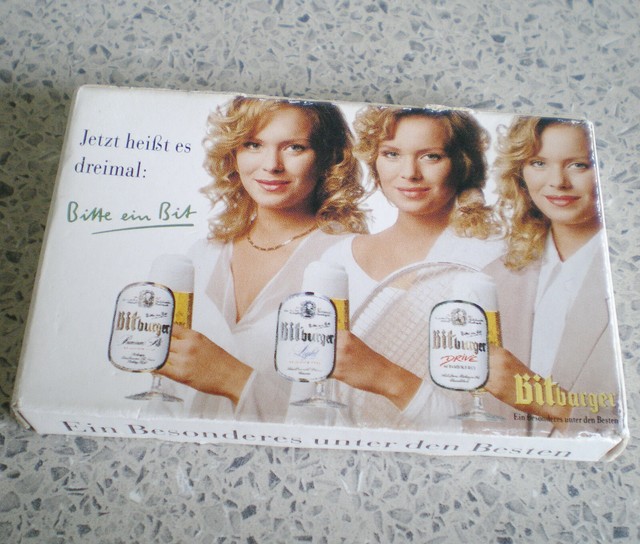 Jetzt heißt es
dreimal:
Bitte ein Bit
Bitburger
Bitburger
Light
Bitburger
DRIVE
Bitburger
Ein Besonderes unter den Besten
Ein Besonderes unter den Besten